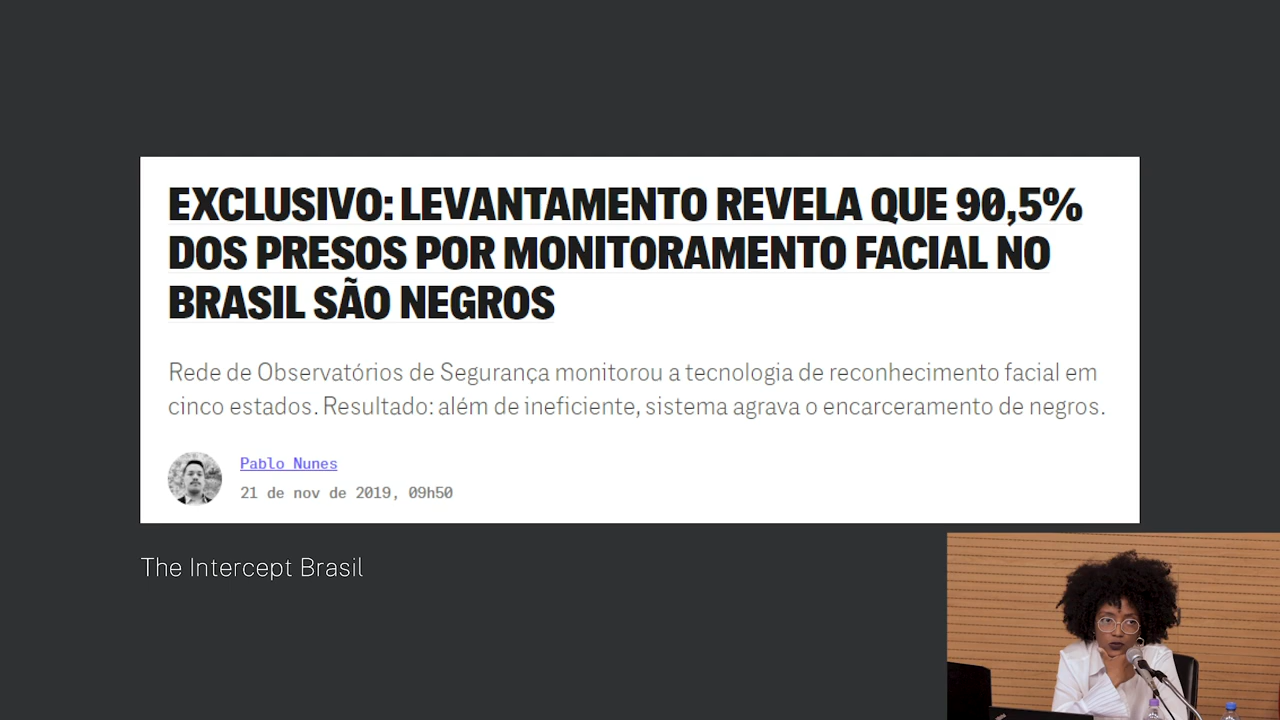 EXCLUSIVO: LEVANTAMENTO REVELA QUE 90,5%
DOS PRESOS POR MONITORAMENTO FACIAL NO
BRASIL SÃO NEGROS
Rede de Observatórios de Segurança monitorou a tecnologia de reconhecimento facial em
cinco estados. Resultado: além de ineficiente, sistema agrava o encarceramento de negros.
Pablo Nunes
21 de nov de 2019, 09h50
The Intercept Brasil